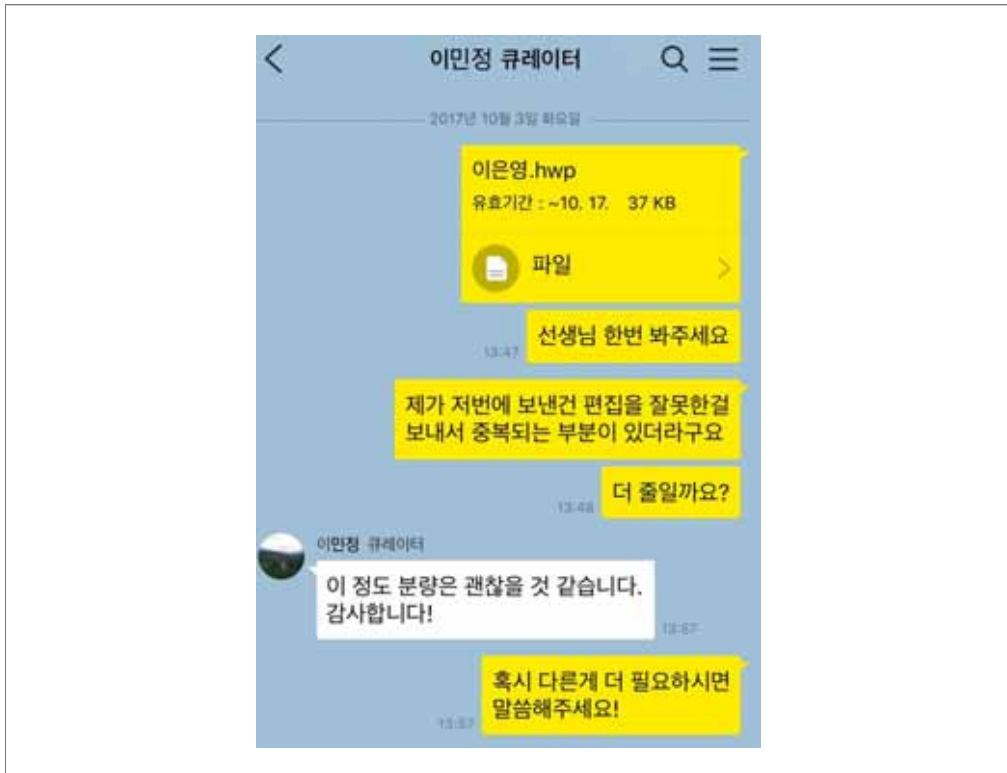 이민정 큐레이터
2017년 10월 3일 화요일
이은영.hwp
유효기간 : ~10. 17. 37 KB
파일
선생님 한번 봐주세요
13:47
제가 저번에 보낸건 편집을 잘못한걸
보내서 중복되는 부분이 있더라구요
더 줄일까요?
13:48
이민정 큐레이터
이 정도 분량은 괜찮을 것 같습니다.
감사합니다!
13:57
혹시 다른게 더 필요하시면
말씀해주세요!
13:57